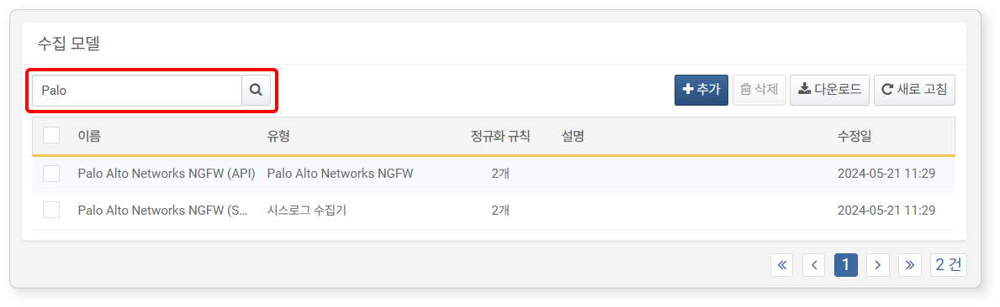 수집 모델
Palo
추가 삭제 다운로드 새로 고침
이름 유형 정규화 규칙 설명 수정일
Palo Alto Networks NGFW (API) Palo Alto Networks NGFW 2개 2024-05-21 11:29
Palo Alto Networks NGFW (S... 시스로그 수집기 2개 2024-05-21 11:29
1 2 건